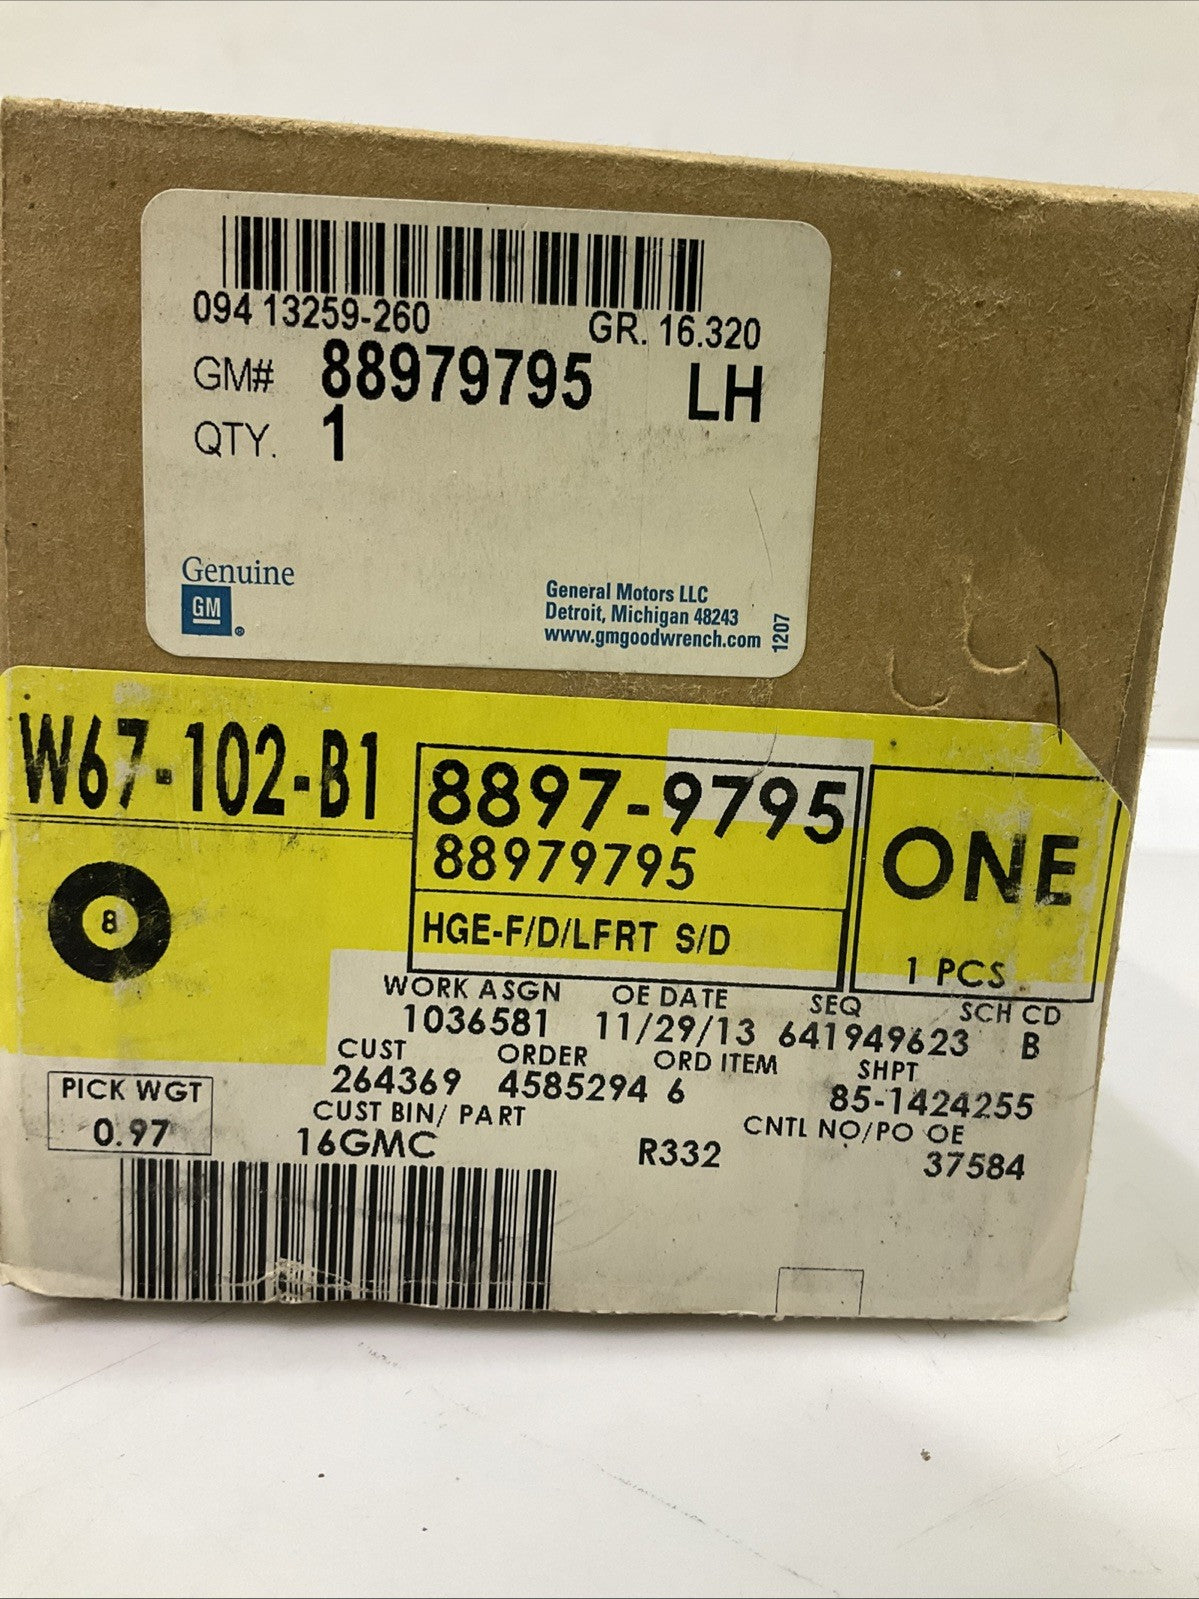 094 13259-260
GR. 16.320
GM# 88979795 LH
QTY. 1
Genuine
GM ®
General Motors LLC
Detroit, Michigan 48243
www.gmgoodwrench.com
1207
W67-102-B1
8897-9795
88979795
HGE-F/D/LFRT S/D
ONE
1 PCS
8
WORK ASGN OE DATE SEQ SCH CD
1036581 11/29/13 641949623 B
CUST ORDER ORD ITEM SHPT
264369 4585294 6 85-1424255
PICK WGT
0.97
CUST BIN/ PART CNTL NO/PO OE
16GMC R332 37584